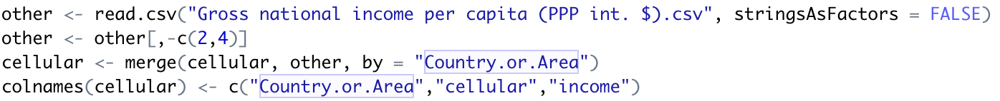 other <- read.csv("Gross national income per capita (PPP int. $).csv", stringsAsFactors = FALSE)
other <- other[,-c(2,4)]
cellular <- merge(cellular, other, by = "Country.or.Area")
colnames(cellular) <- c("Country.or.Area","cellular","income")